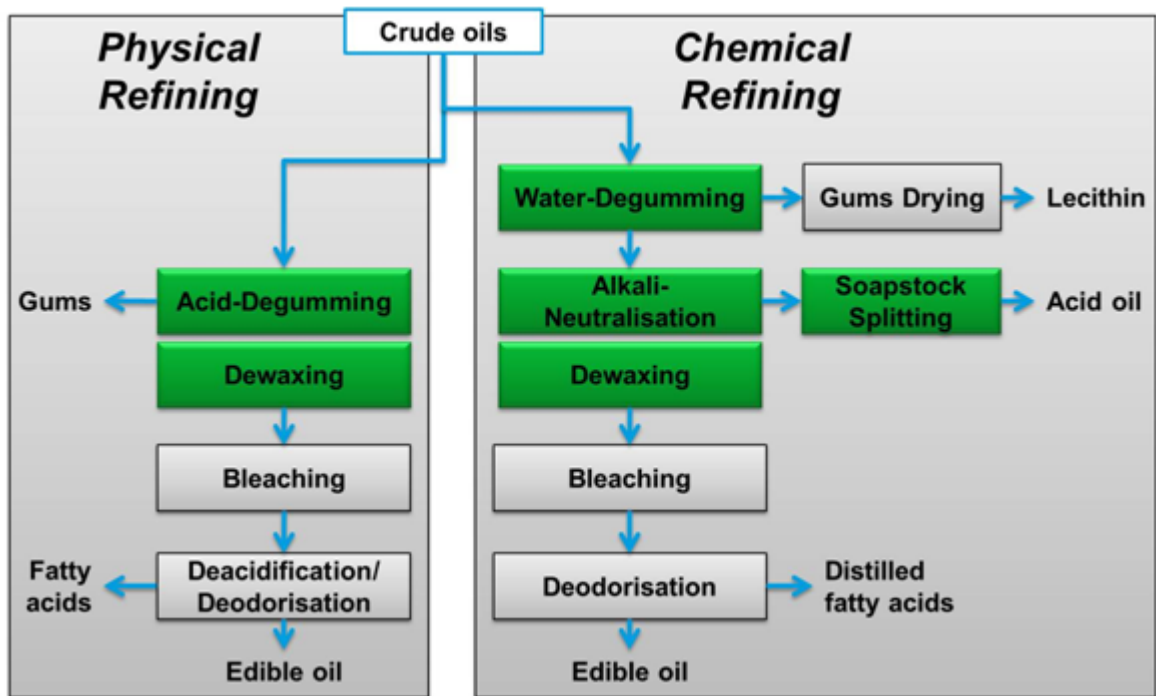 Crude oils
Physical
Refining
Chemical
Refining
Water-Degumming
Gums Drying
Lecithin
Gums
Acid-Degumming
Alkali-
Neutralisation
Soapstock
Splitting
Acid oil
Dewaxing
Dewaxing
Bleaching
Bleaching
Fatty
acids
Deacidification/
Deodorisation
Deodorisation
Distilled
fatty acids
Edible oil
Edible oil